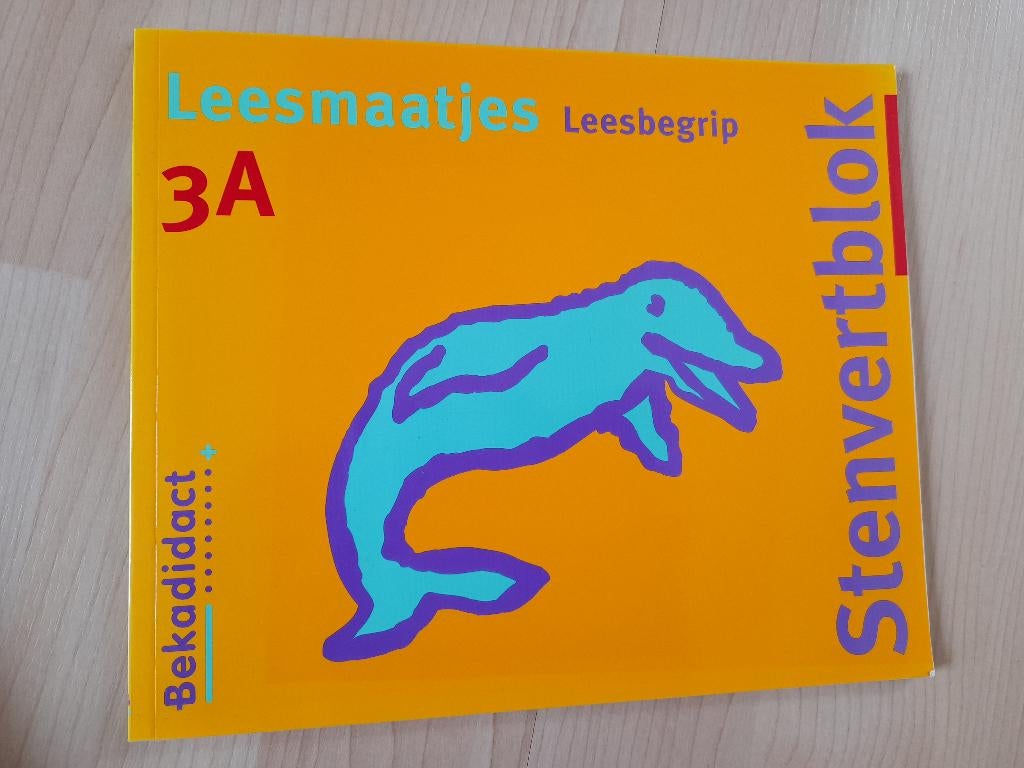 Leesmaatjes Leesbegrip
3A
Bekadidact
Stenvertblok